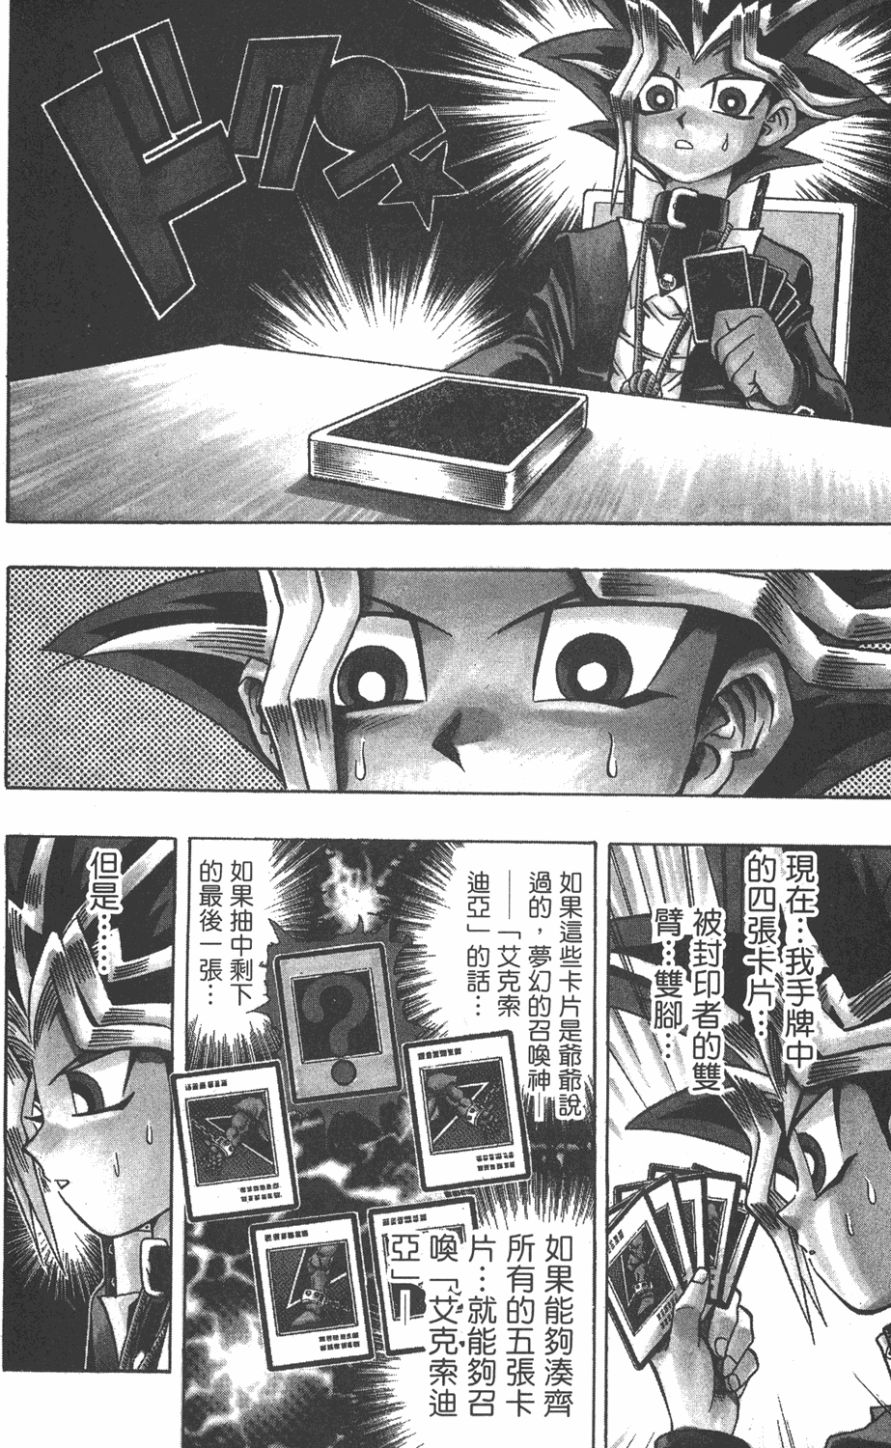 ドクン
現在…我手牌中
的四張卡片…
被封印者的雙
臂…雙腳…
如果這些卡片是爺爺說
過的，夢幻的召喚神—
——「艾克索
迪亞」的話…
如果抽中剩下
的最後一張…
?
如果能夠湊齊
所有的五張卡
片…就能夠召
喚「艾克索迪
亞」—
但是……